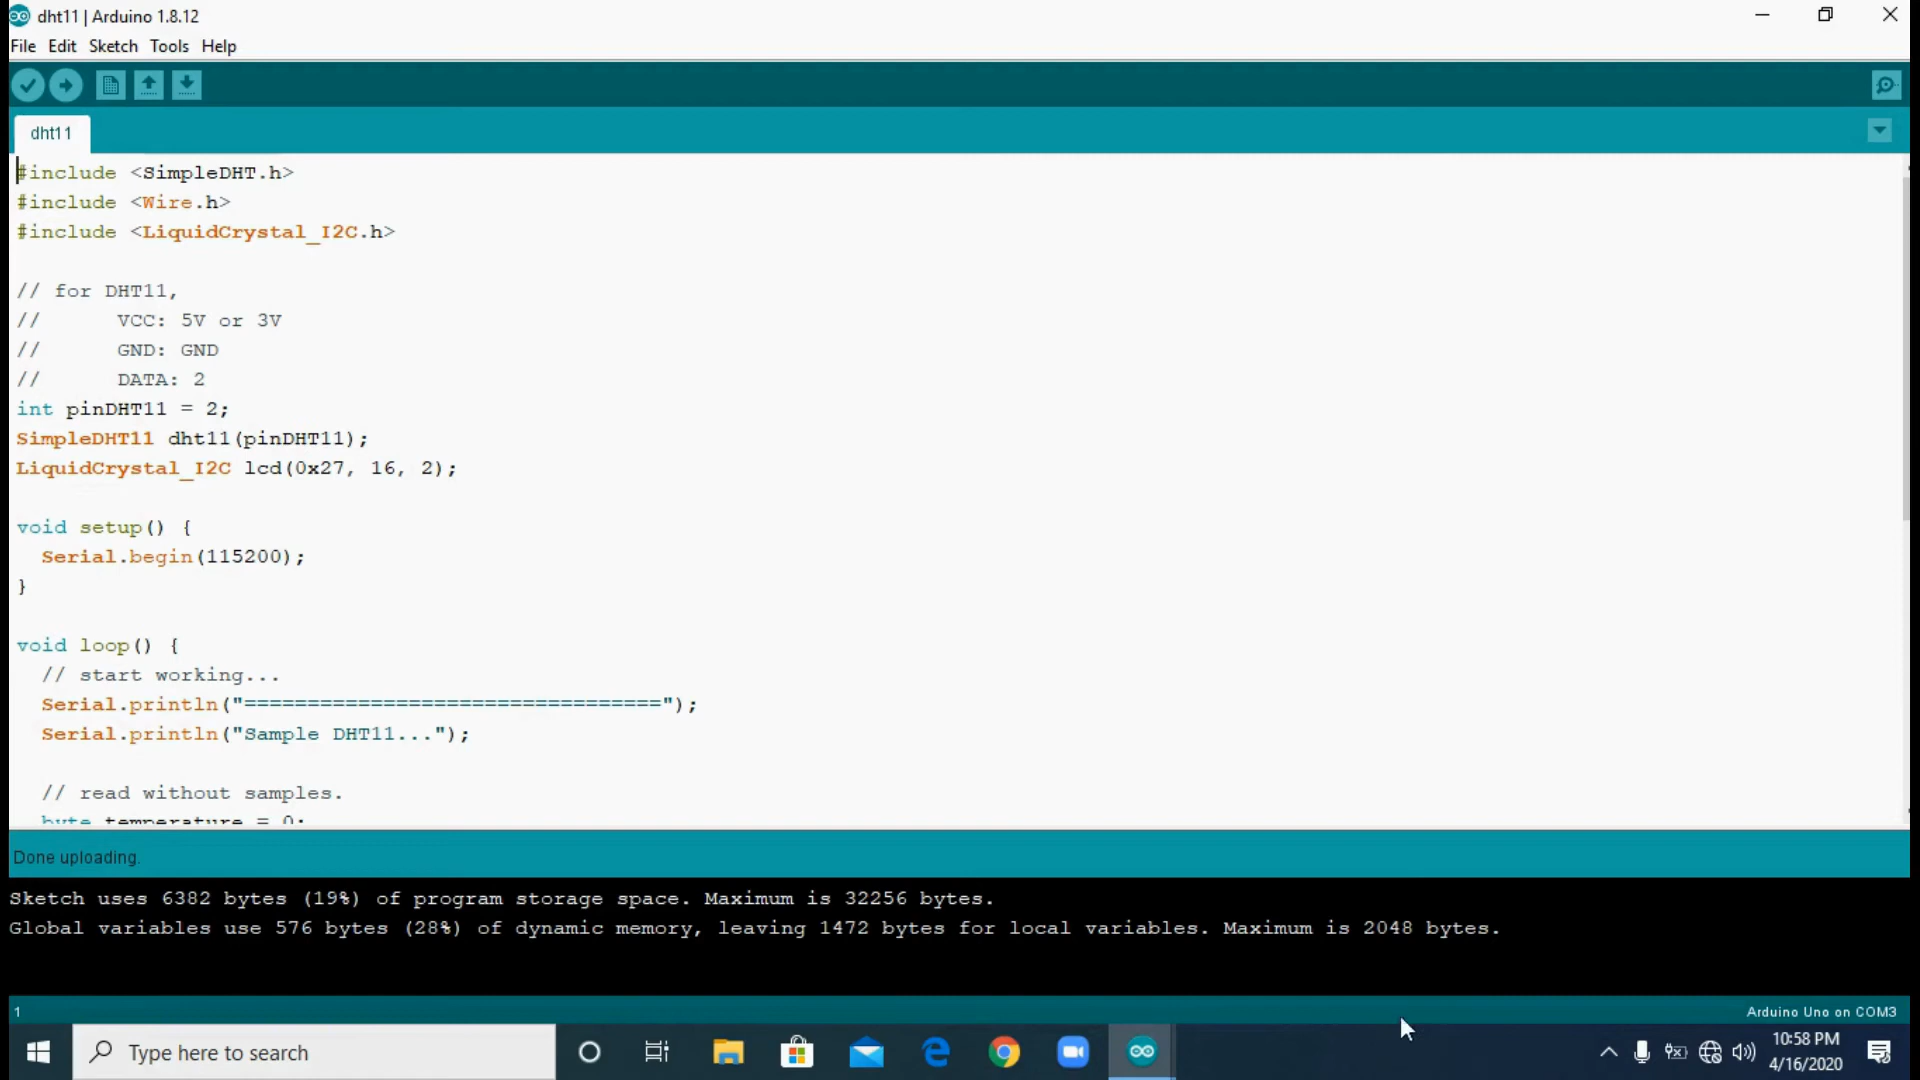 dht11 | Arduino 1.8.12
File Edit Sketch Tools Help
dht11
#include <SimpleDHT.h>
#include <Wire.h>
#include <LiquidCrystal_I2C.h>
// for DHT11,
//      VCC: 5V or 3V
//      GND: GND
//      DATA: 2
int pinDHT11 = 2;
SimpleDHT11 dht11(pinDHT11);
LiquidCrystal_I2C lcd(0x27, 16, 2);
void setup() {
  Serial.begin(115200);
}
void loop() {
  // start working...
  Serial.println("=================================");
  Serial.println("Sample DHT11...");
  // read without samples.
  byte temperature = 0;
Done uploading.
Sketch uses 6382 bytes (19%) of program storage space. Maximum is 32256 bytes.
Global variables use 576 bytes (28%) of dynamic memory, leaving 1472 bytes for local variables. Maximum is 2048 bytes.
1
Arduino Uno on COM3
Type here to search
10:58 PM
4/16/2020